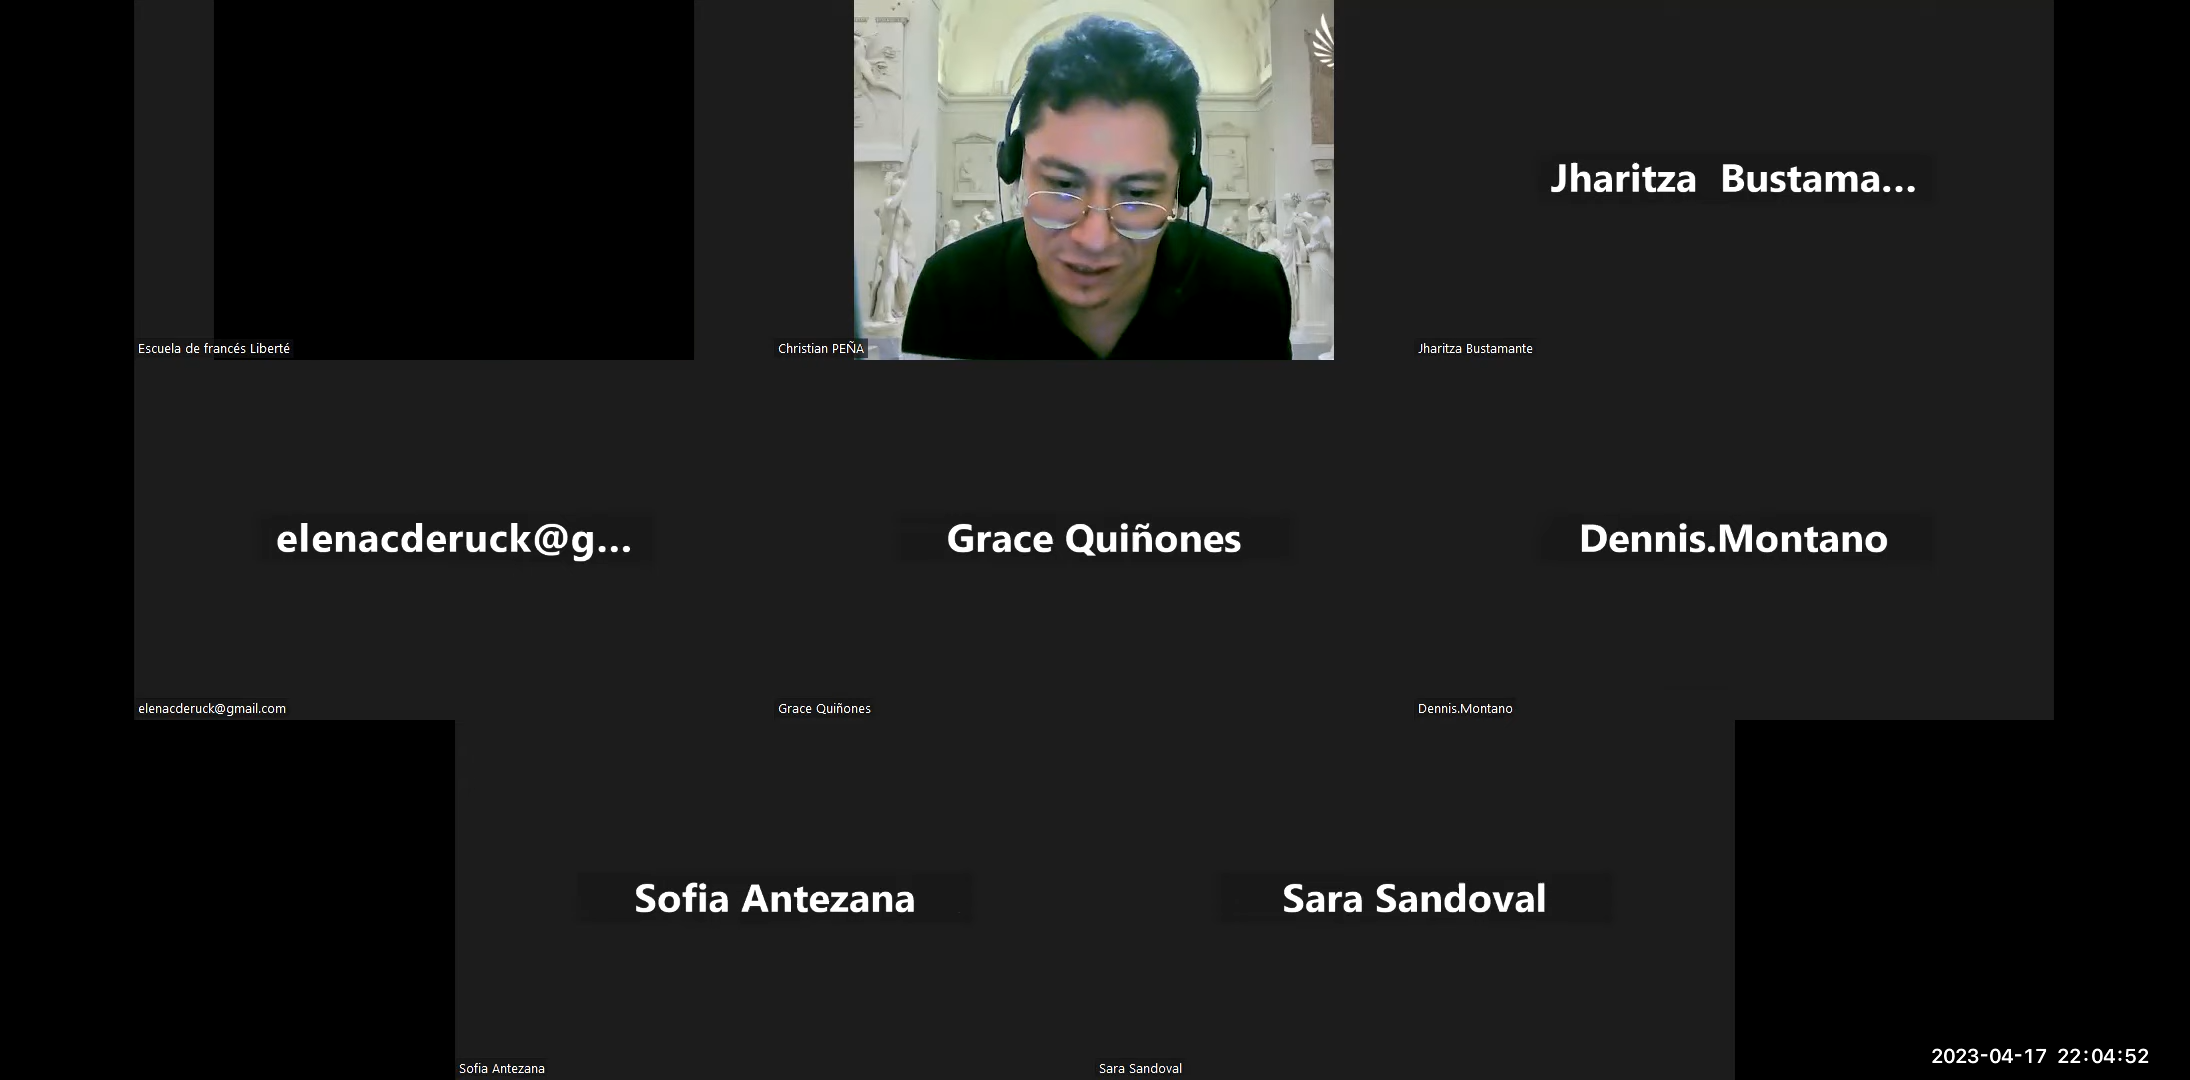 Jharitza  Bustama...
Escuela de francés Liberté
Christian PEÑA
Jharitza Bustamante
elenacderuck@g...
Grace Quiñones
Dennis.Montano
elenacderuck@gmail.com
Grace Quiñones
Dennis.Montano
Sofia Antezana
Sara Sandoval
Sofia Antezana
Sara Sandoval
2023-04-17 22:04:52